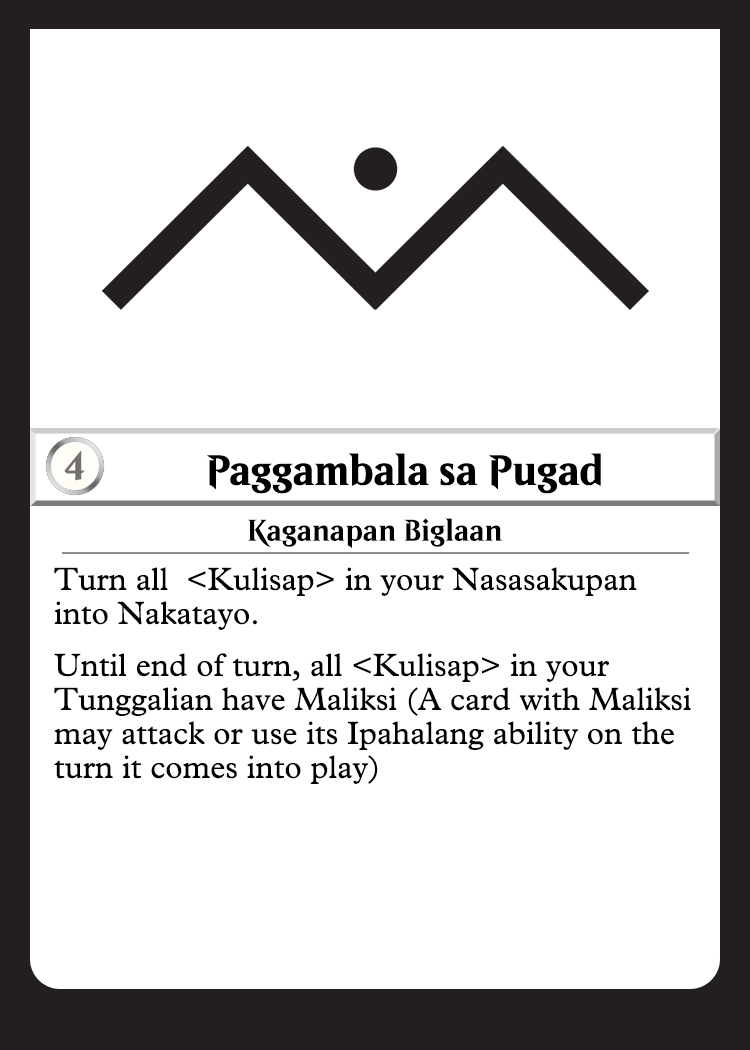 4
Paggambala sa Pugad
Kaganapan Biglaan
Turn all  <Kulisap> in your Nasasakupan
into Nakatayo.
Until end of turn, all <Kulisap> in your
Tunggalian have Maliksi (A card with Maliksi
may attack or use its Ipahalang ability on the
turn it comes into play)